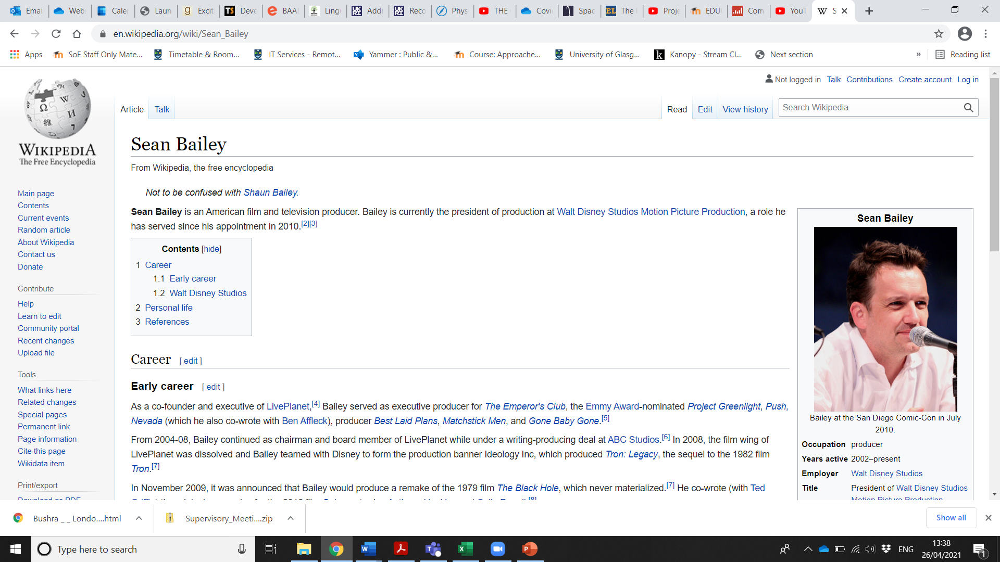 Emai
Web
Caler
Laun
Excit
Deve
BAAl
Lingu
Addr
Reco
Phys
THE
Covi
Spac
The
Proje
EDU
Com
YouT
S
en.wikipedia.org/wiki/Sean_Bailey
Apps
SoE Staff Only Mate...
Timetable & Room...
IT Services - Remot...
Yammer : Public &...
Course: Approache...
University of Glasg...
Kanopy - Stream Cl...
Next section
»
Reading list
Not logged in Talk Contributions Create account Log in
Article Talk
Read Edit View history
Search Wikipedia
WIKIPEDIA
The Free Encyclopedia
Main page
Contents
Current events
Random article
About Wikipedia
Contact us
Donate
Contribute
Help
Learn to edit
Community portal
Recent changes
Upload file
Tools
What links here
Related changes
Special pages
Permanent link
Page information
Cite this page
Wikidata item
Print/export
Download as PDF
Sean Bailey
From Wikipedia, the free encyclopedia
Not to be confused with Shaun Bailey.
Sean Bailey is an American film and television producer. Bailey is currently the president of production at Walt Disney Studios Motion Picture Production, a role he
has served since his appointment in 2010.[2][3]
Contents [hide]
1 Career
1.1 Early career
1.2 Walt Disney Studios
2 Personal life
3 References
Career [ edit ]
Early career [ edit ]
As a co-founder and executive of LivePlanet,[4] Bailey served as executive producer for The Emperor's Club, the Emmy Award-nominated Project Greenlight, Push,
Nevada (which he also co-wrote with Ben Affleck), producer Best Laid Plans, Matchstick Men, and Gone Baby Gone.[5]
From 2004-08, Bailey continued as chairman and board member of LivePlanet while under a writing-producing deal at ABC Studios.[6] In 2008, the film wing of
LivePlanet was dissolved and Bailey teamed with Disney to form the production banner Ideology Inc, which produced Tron: Legacy, the sequel to the 1982 film
Tron.[7]
In November 2009, it was announced that Bailey would produce a remake of the 1979 film The Black Hole, which never materialized.[7] He co-wrote (with Ted
Sean Bailey
Bailey at the San Diego Comic-Con in July
2010.
Occupation producer
Years active 2002–present
Employer Walt Disney Studios
Title President of Walt Disney Studios
Motion Picture Production
Bushra _ _ Londo....html
Supervisory_Meeti....zip
Show all
Type here to search
ENG
13:38
26/04/2021
1